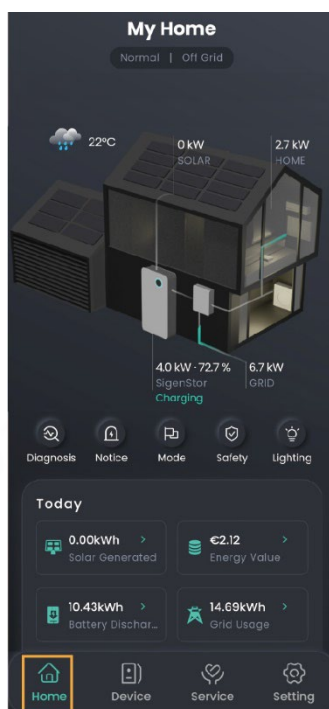 My Home
Normal | Off Grid
22°C
0 kW
SOLAR
2.7 kW
HOME
4.0 kW - 72.7 %
SigenStor
Charging
6.7 kW
GRID
Diagnosis
Notice
Mode
Safety
Lighting
Today
0.00kWh >
Solar Generated
€2.12 >
Energy Value
10.43kWh >
Battery Dischar...
14.69kWh >
Grid Usage
Home
Device
Service
Setting